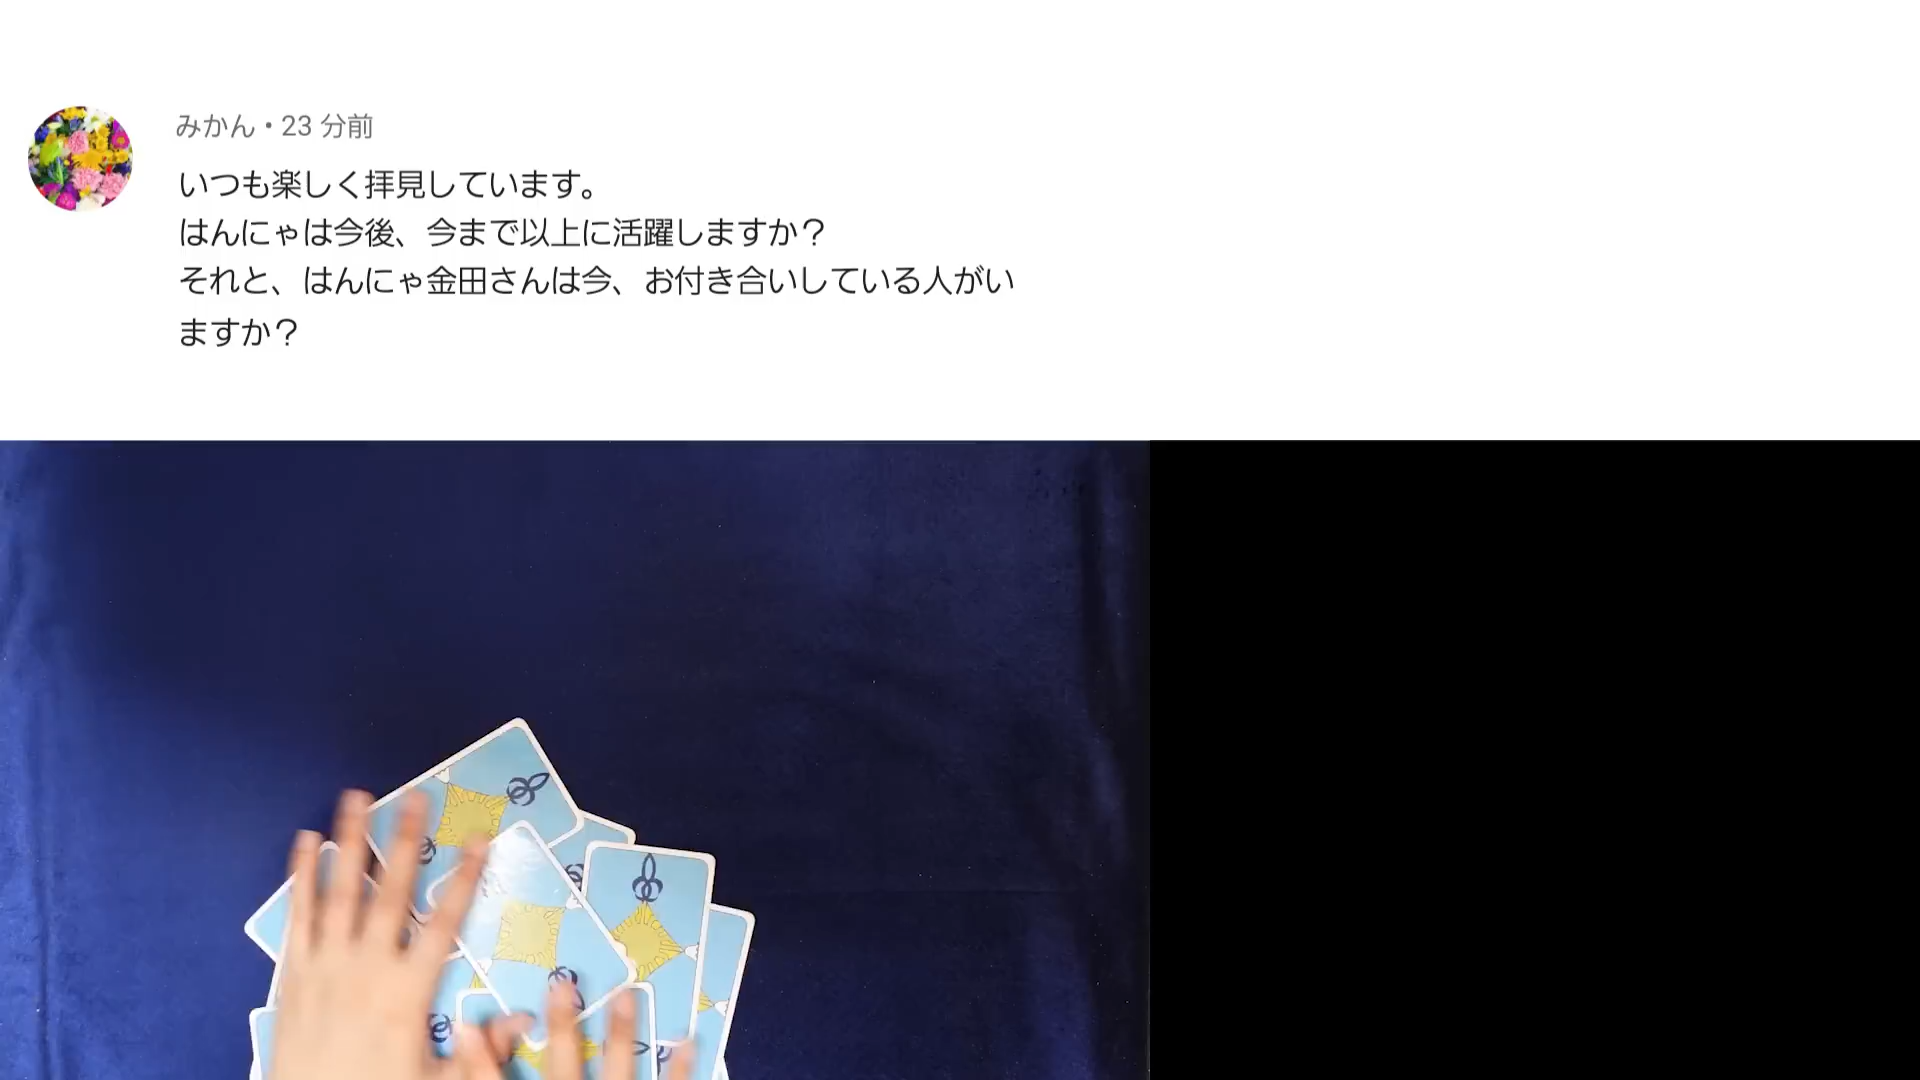 みかん・23 分前
いつも楽しく拝見しています。
はんにゃは今後、今まで以上に活躍しますか？
それと、はんにゃ金田さんは今、お付き合いしている人がい
ますか？